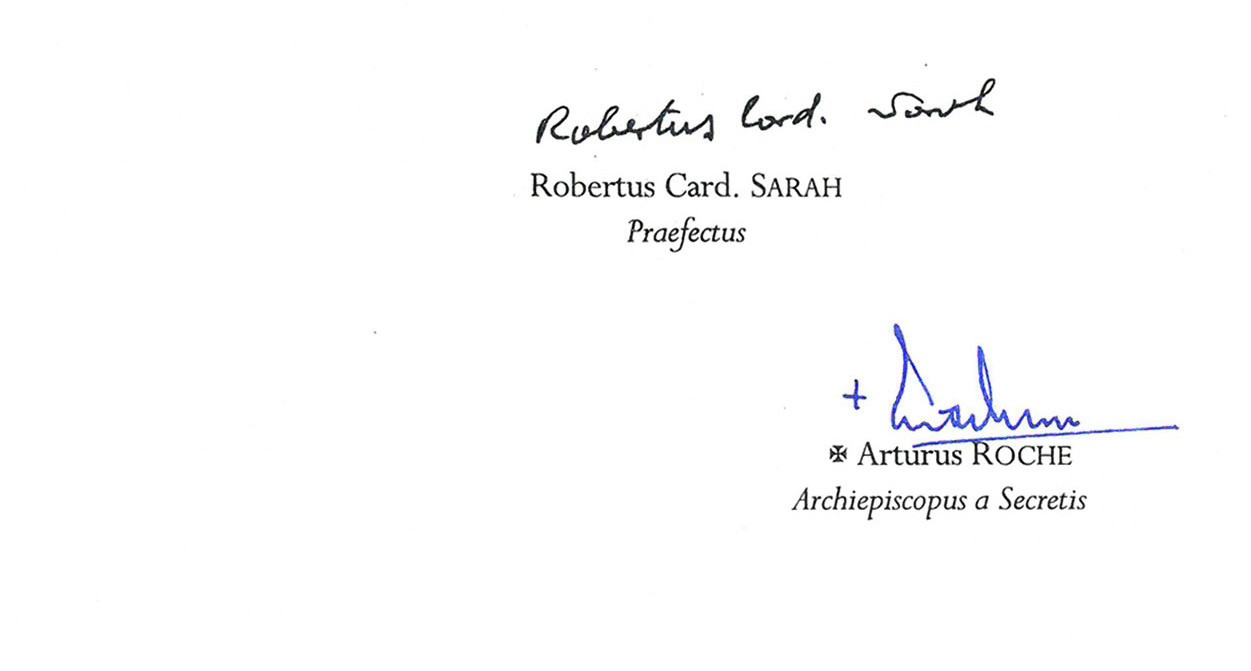 Robertus Card. Sarah
Robertus Card. SARAH
Praefectus
+
✠ Arturus ROCHE
Archiepiscopus a Secretis